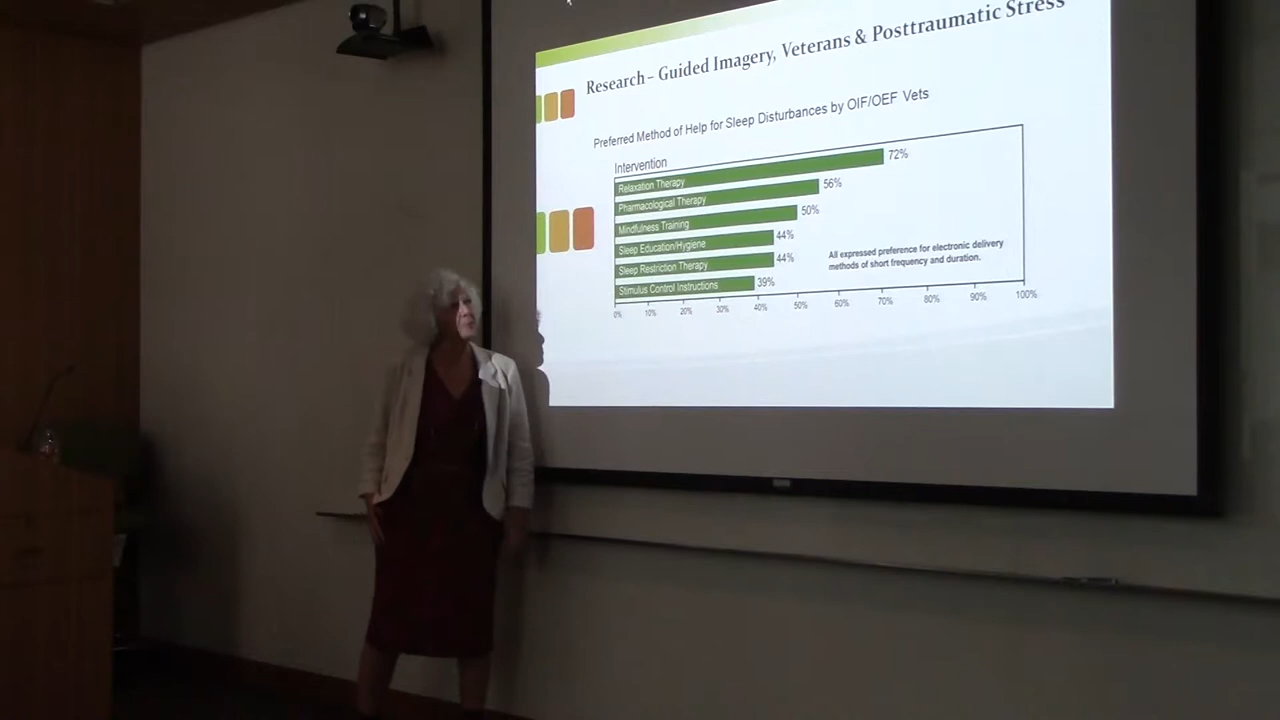 Research – Guided Imagery, Veterans & Posttraumatic Stress
Preferred Method of Help for Sleep Disturbances by OIF/OEF Vets
Intervention
Relaxation Therapy 72%
Pharmacological Therapy 56%
Mindfulness Training 50%
Sleep Education/Hygiene 44%
Sleep Restriction Therapy 44%
Stimulus Control Instructions 39%
All expressed preference for electronic delivery
methods of short frequency and duration.
0% 10% 20% 30% 40% 50% 60% 70% 80% 90% 100%